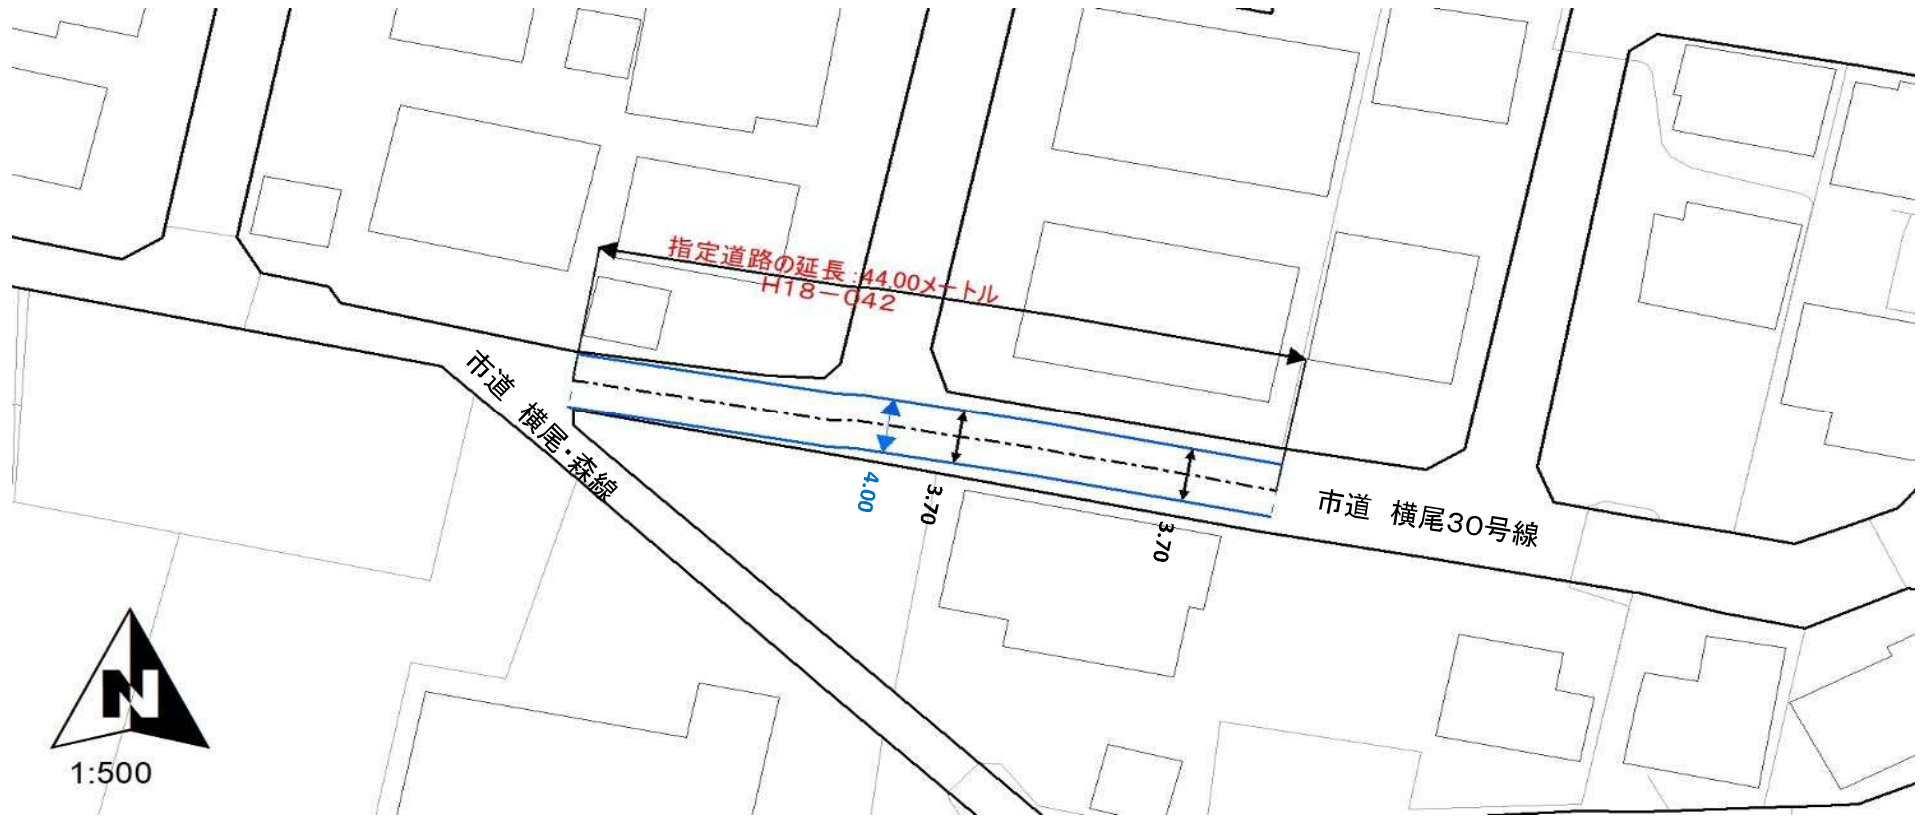 指定道路の延長:44.00メートル
H18-042
市道 横尾・森線
4.00
3.70
3.70
市道 横尾30号線
N
1:500